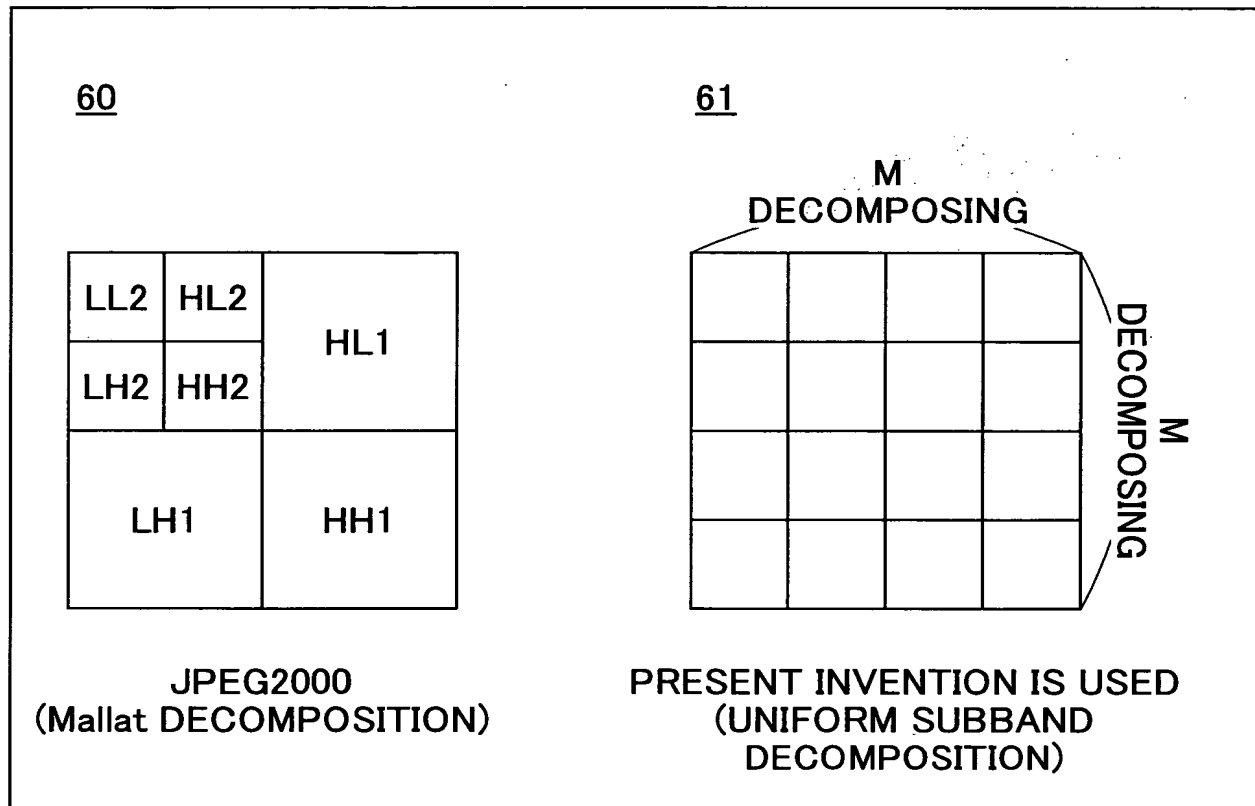 60
LL2 HL2
HL1
LH2 HH2
LH1 HH1
JPEG2000
(Mallat DECOMPOSITION)
61
M
DECOMPOSING
M
DECOMPOSING
PRESENT INVENTION IS USED
(UNIFORM SUBBAND
DECOMPOSITION)